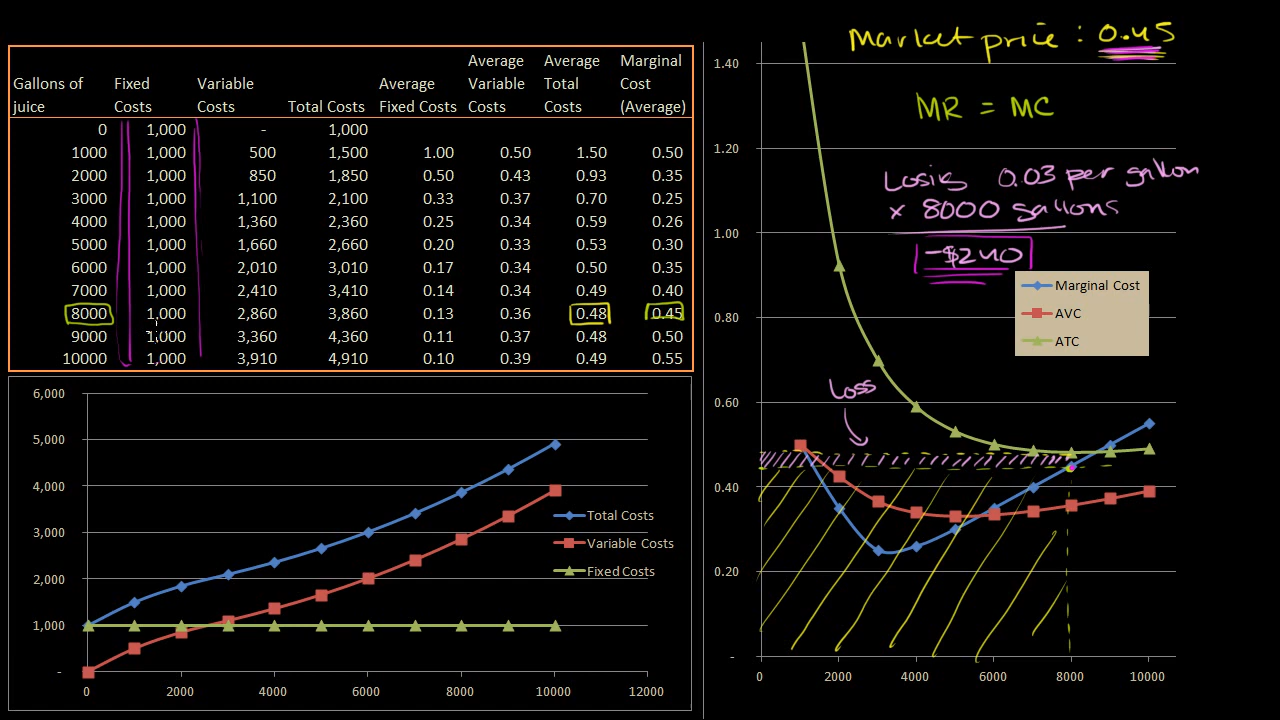 Market price : 0.45
MR = MC
Losing 0.03 per gallon
x 8000 gallons
-$240
Gallons of juice Fixed Costs Variable Costs Total Costs Average Fixed Costs Average Variable Costs Average Total Costs Marginal Cost (Average)
0 1,000 - 1,000
1000 1,000 500 1,500 1.00 0.50 1.50 0.50
2000 1,000 850 1,850 0.50 0.43 0.93 0.35
3000 1,000 1,100 2,100 0.33 0.37 0.70 0.25
4000 1,000 1,360 2,360 0.25 0.34 0.59 0.26
5000 1,000 1,660 2,660 0.20 0.33 0.53 0.30
6000 1,000 2,010 3,010 0.17 0.34 0.50 0.35
7000 1,000 2,410 3,410 0.14 0.34 0.49 0.40
8000 1,000 2,860 3,860 0.13 0.36 0.48 0.45
9000 1,000 3,360 4,360 0.11 0.37 0.48 0.50
10000 1,000 3,910 4,910 0.10 0.39 0.49 0.55
1.40
1.20
1.00
0.80
0.60
0.40
0.20
-
0 2000 4000 6000 8000 10000
Marginal Cost
AVC
ATC
Loss
6,000
5,000
4,000
3,000
2,000
1,000
-
0 2000 4000 6000 8000 10000 12000
Total Costs
Variable Costs
Fixed Costs